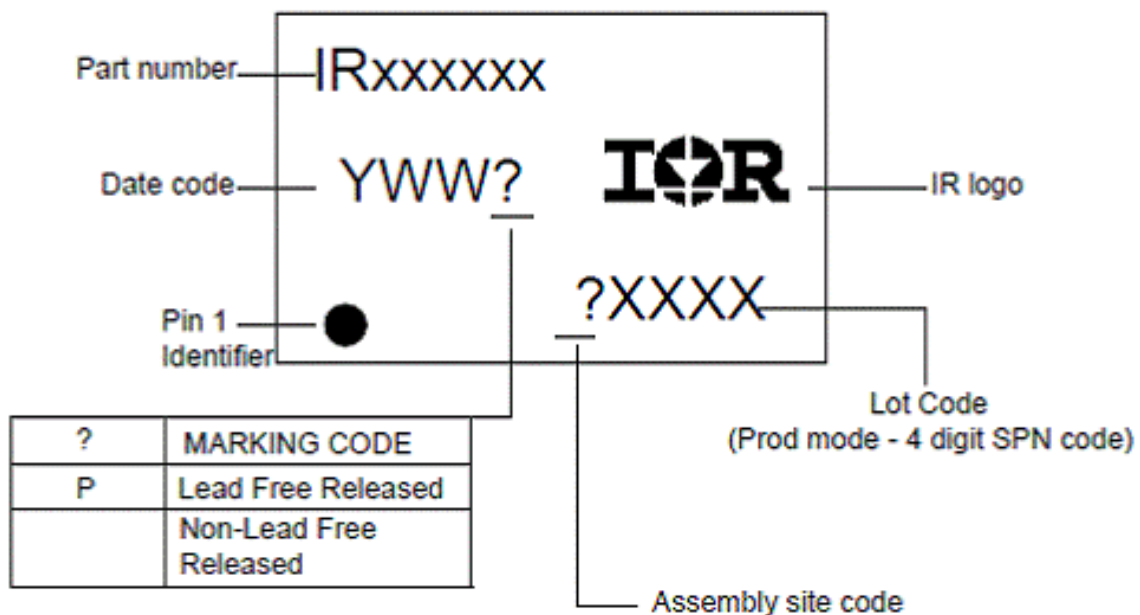 Part number
IRxxxxxx
Date code
YWW?
IOR
IR logo
Pin 1
Identifier
?XXXX
Lot Code
(Prod mode - 4 digit SPN code)
? MARKING CODE
P Lead Free Released
Non-Lead Free
Released
Assembly site code